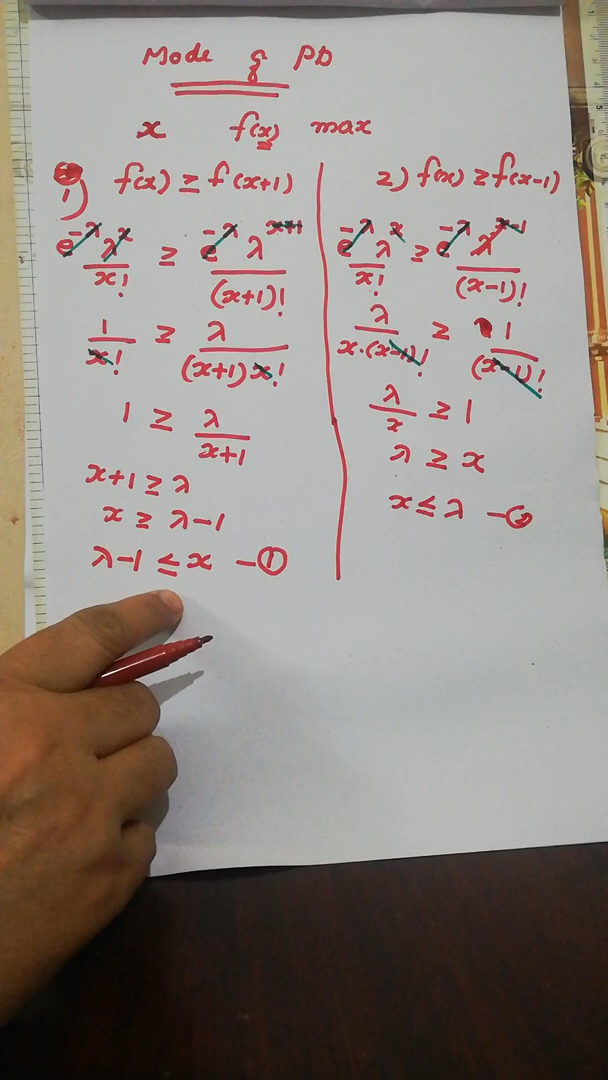 Mode of PD
x f(x) max
1) f(x) ≥ f(x+1)
e^-λ λ^x / x! ≥ e^-λ λ^x+1 / (x+1)!
1 / x! ≥ λ / (x+1) x!
1 ≥ λ / x+1
x+1 ≥ λ
x ≥ λ-1
λ-1 ≤ x -①
2) f(x) ≥ f(x-1)
e^-λ λ^x / x! ≥ e^-λ λ^x-1 / (x-1)!
λ / x.(x-1)! ≥ 1 / (x-1)!
λ / x ≥ 1
λ ≥ x
x ≤ λ -②